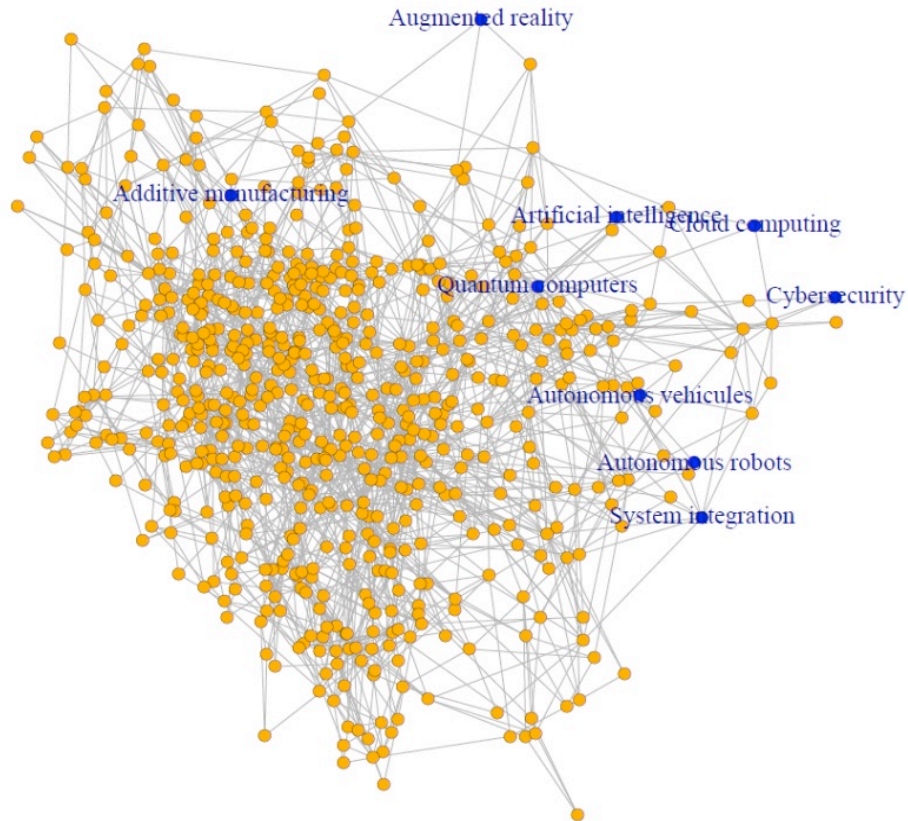 Augmented reality
Additive manufacturing
Artificial intelligence
Cloud computing
Quantum computers
Cybersecurity
Autonomous vehicules
Autonomous robots
System integration